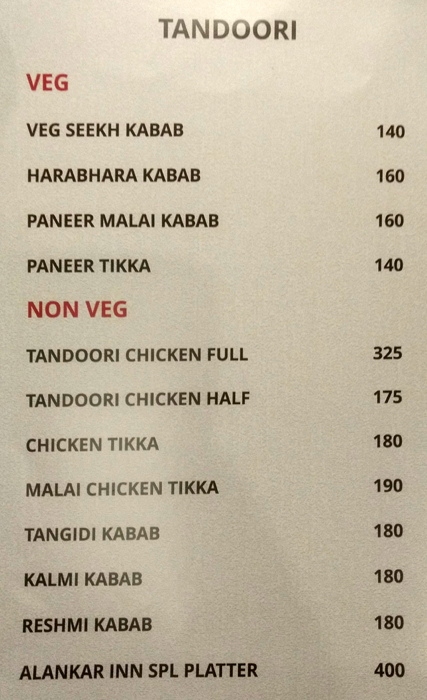 TANDOORI
VEG
VEG SEEKH KABAB 140
HARABHARA KABAB 160
PANEER MALAI KABAB 160
PANEER TIKKA 140
NON VEG
TANDOORI CHICKEN FULL 325
TANDOORI CHICKEN HALF 175
CHICKEN TIKKA 180
MALAI CHICKEN TIKKA 190
TANGIDI KABAB 180
KALMI KABAB 180
RESHMI KABAB 180
ALANKAR INN SPL PLATTER 400